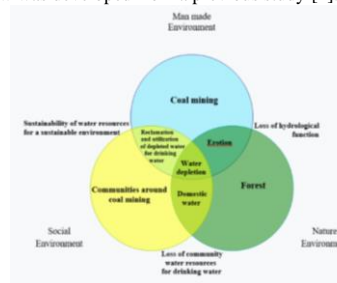 Man made
Environment
Coal mining
Sustainability of water resources
for a sustainable environment
Reclamation
and utilization
of depleted water
for drinking
water
Loss of hydrological
function
Erotion
Water
depletion
Communities around
coal mining
Domestic
water
Forest
Social
Environment
Nature
Environm
Loss of community
water resources
for drinking water